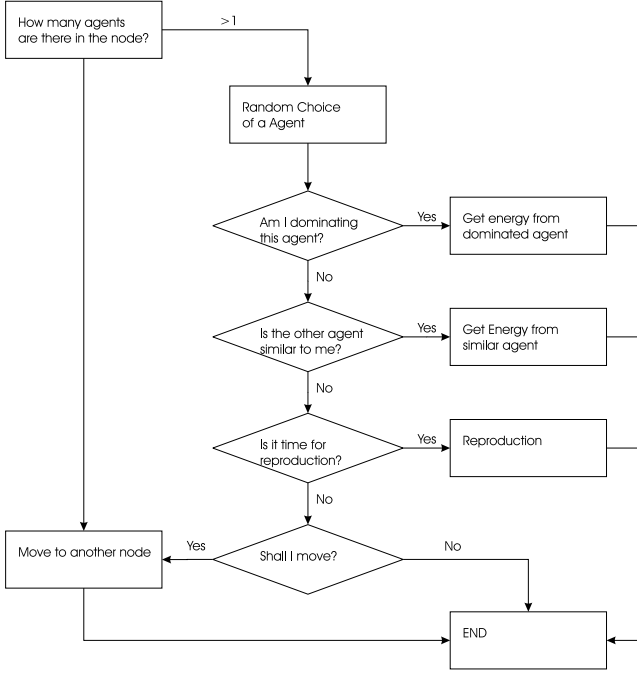 How many agents
are there in the node?
>1
Random Choice
of a Agent
Am I dominating
this agent?
Yes
Get energy from
dominated agent
No
Is the other agent
similar to me?
Yes
Get Energy from
similar agent
No
Is it time for
reproduction?
Yes
Reproduction
No
Move to another node
Yes
Shall I move?
No
END